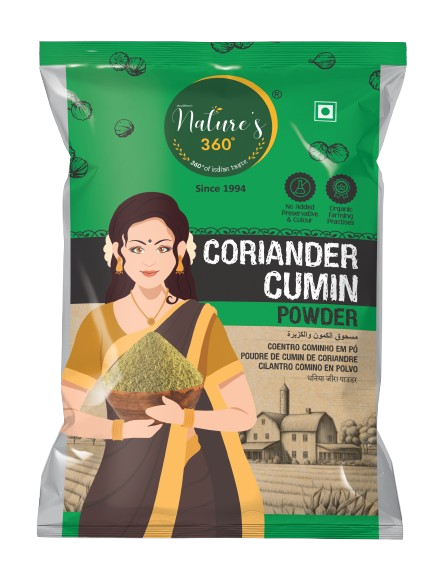 Nature's
®
360°
360° of indian taste
Since 1994
No Added
Preservative
& Colour
Organic
Farming
Practises
CORIANDER
CUMIN
POWDER
مسحوق الكمون والكزبرة
COENTRO COMINHO EM PÓ
POUDRE DE CUMIN DE CORIANDRE
CILANTRO COMINO EN POLVO
धनिया जीरा पाउडर